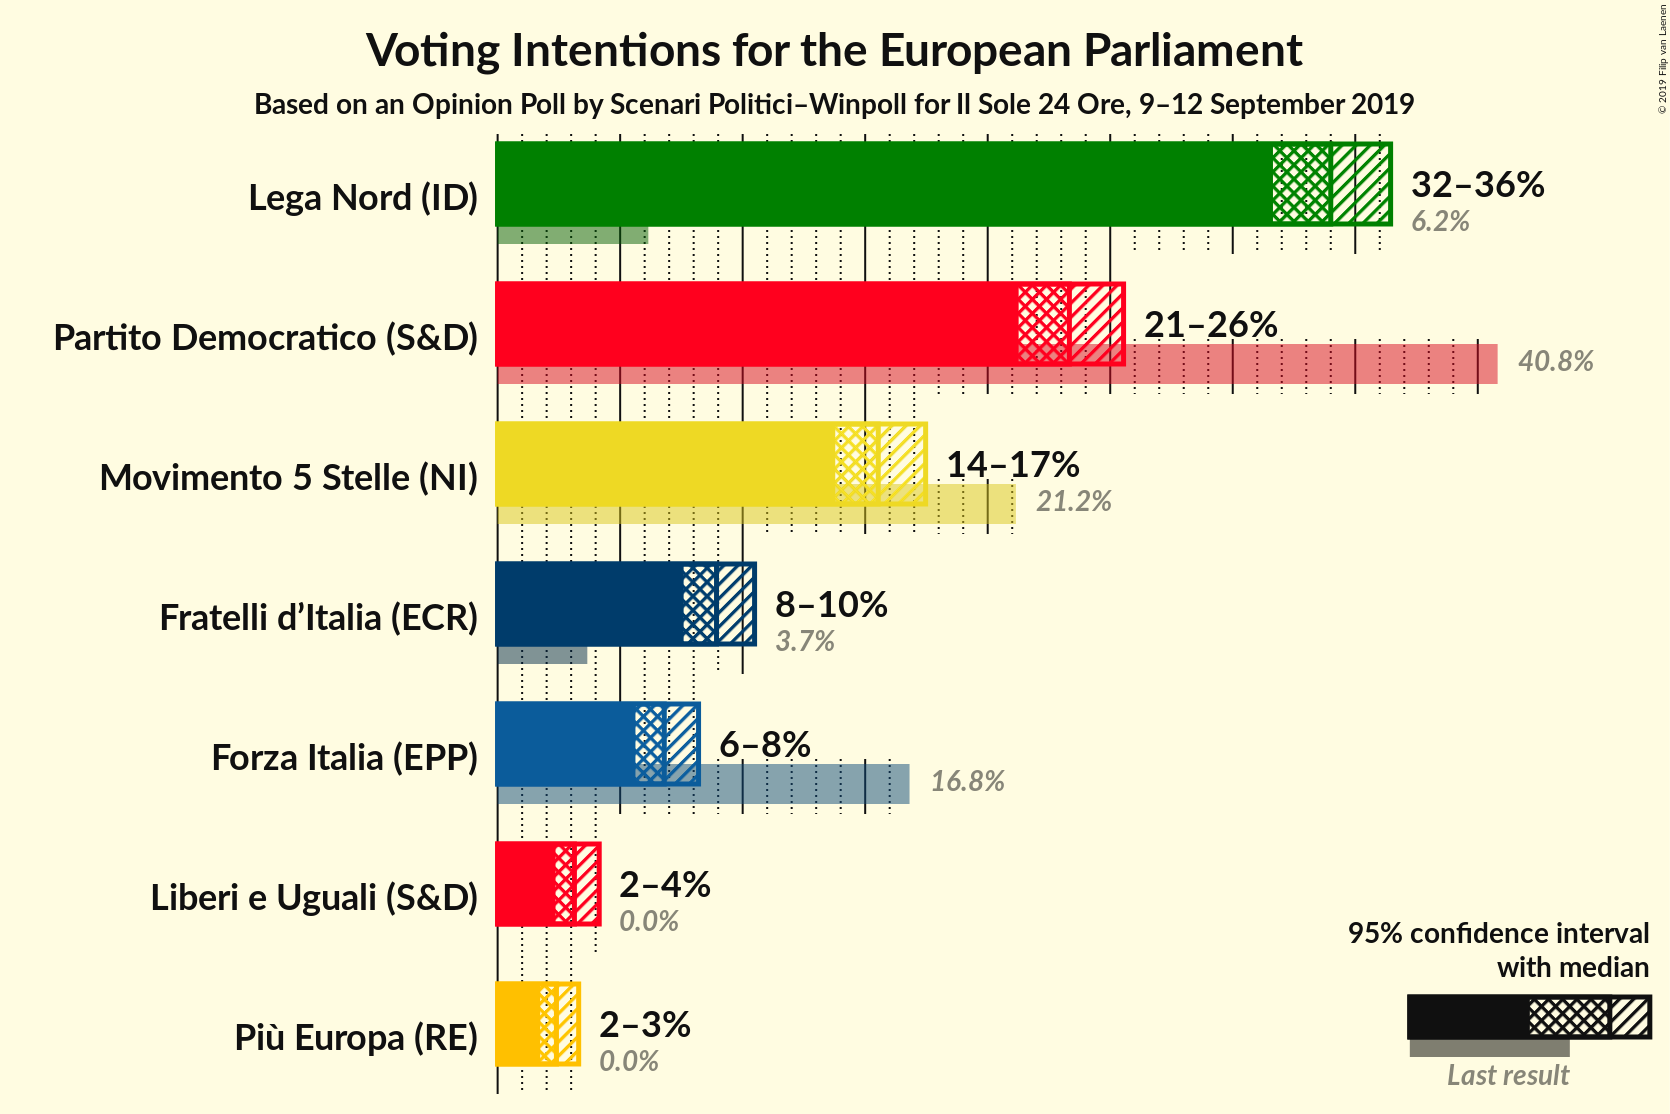 Voting Intentions for the European Parliament
Based on an Opinion Poll by Scenari Politici–Winpoll for Il Sole 24 Ore, 9–12 September 2019
© 2019 Filip van Laenen
Lega Nord (ID)
32–36%
6.2%
Partito Democratico (S&D)
21–26%
40.8%
Movimento 5 Stelle (NI)
14–17%
21.2%
Fratelli d’Italia (ECR)
8–10%
3.7%
Forza Italia (EPP)
6–8%
16.8%
Liberi e Uguali (S&D)
2–4%
0.0%
Più Europa (RE)
2–3%
0.0%
95% confidence interval
with median
Last result